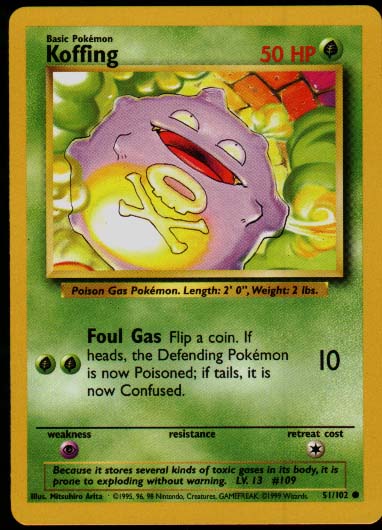 Basic Pokémon
Koffing
50 HP
Poison Gas Pokémon. Length: 2' 0", Weight: 2 lbs.
Foul Gas Flip a coin. If
heads, the Defending Pokémon
is now Poisoned; if tails, it is
now Confused.
10
weakness resistance retreat cost
Because it stores several kinds of toxic gases in its body, it is
prone to exploding without warning. LV. 13 #109
Illus. Mitsuhiro Arita ©1995, 96, 98 Nintendo, Creatures, GAMEFREAK. ©1999 Wizards. 51/102